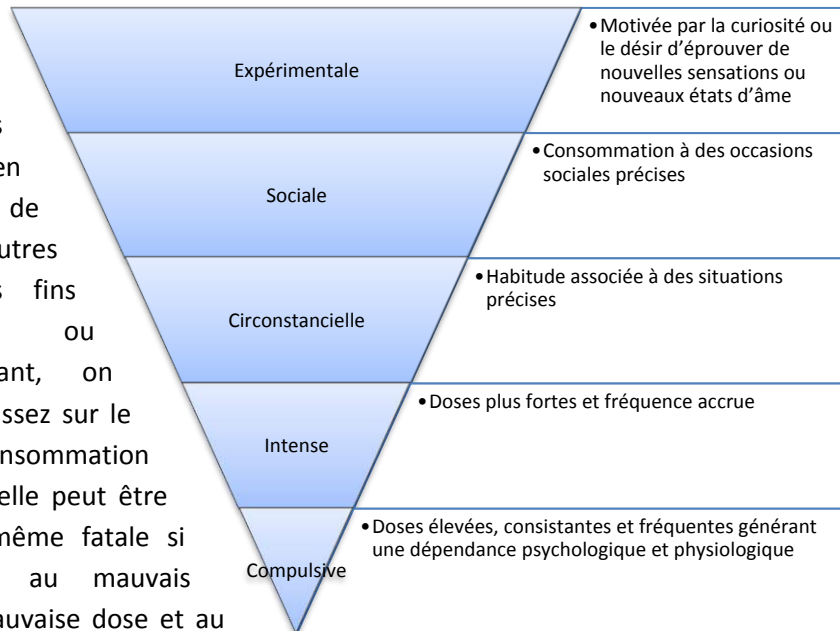 Expérimentale
• Motivée par la curiosité ou
le désir d’éprouver de
nouvelles sensations ou
nouveaux états d’âme
Sociale
• Consommation à des occasions
sociales précises
Circonstancielle
• Habitude associée à des situations
précises
Intense
• Doses plus fortes et fréquence accrue
Compulsive
• Doses élevées, consistantes et fréquentes générant
une dépendance psychologique et physiologique
s
en
de
utres
s fins
ou
ant, on
ssez sur le
nsommation
elle peut être
même fatale si
au mauvais
auvaise dose et au